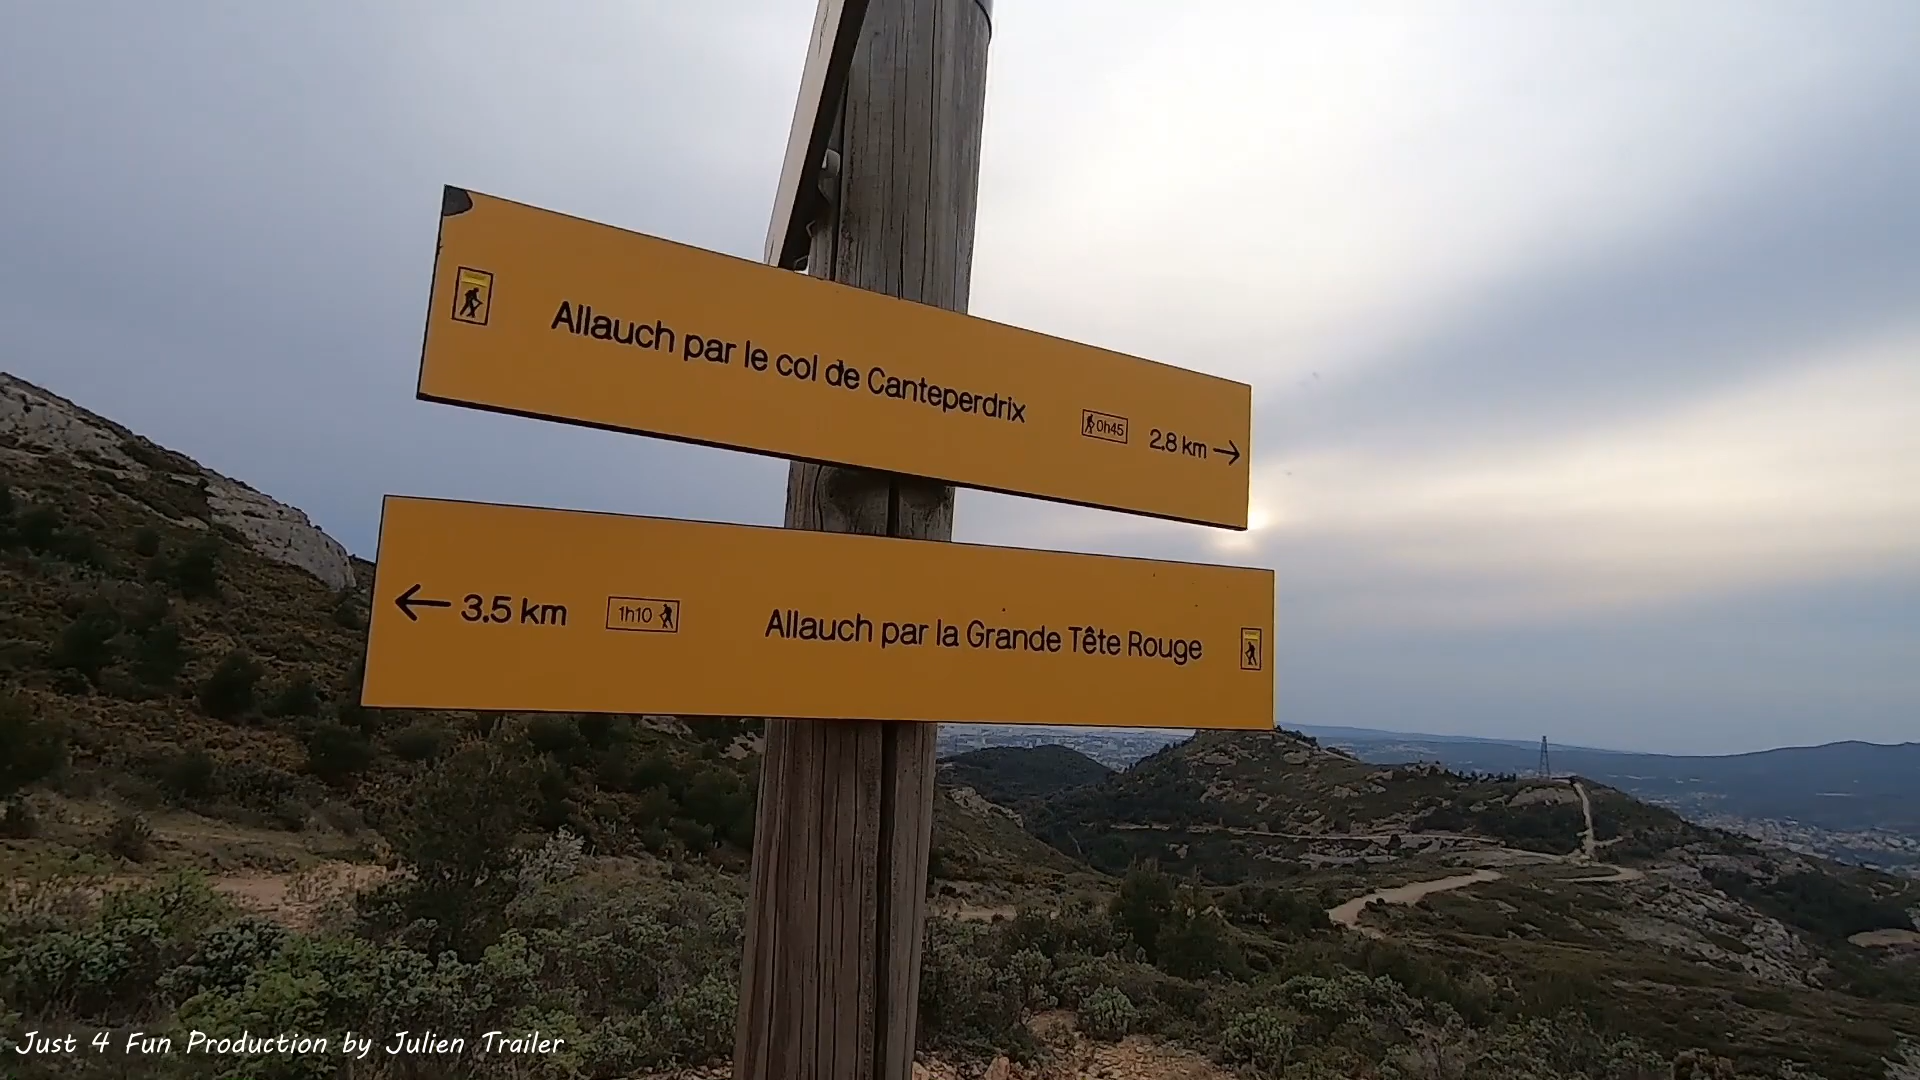 Allauch par le col de Canteperdrix 0h45 2.8 km →
← 3.5 km 1h10 Allauch par la Grande Tête Rouge
Just 4 Fun Production by Julien Trailer